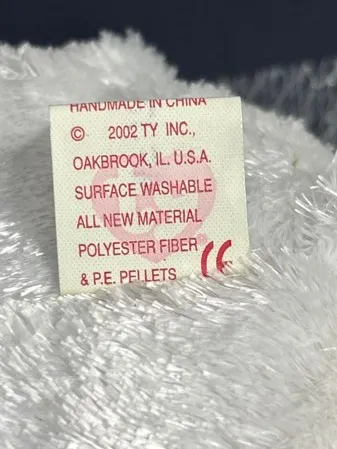 HANDMADE IN CHINA
© 2002 TY INC.,
OAKBROOK, IL. U.S.A.
SURFACE WASHABLE
ALL NEW MATERIAL
POLYESTER FIBER
& P.E. PELLETS CE